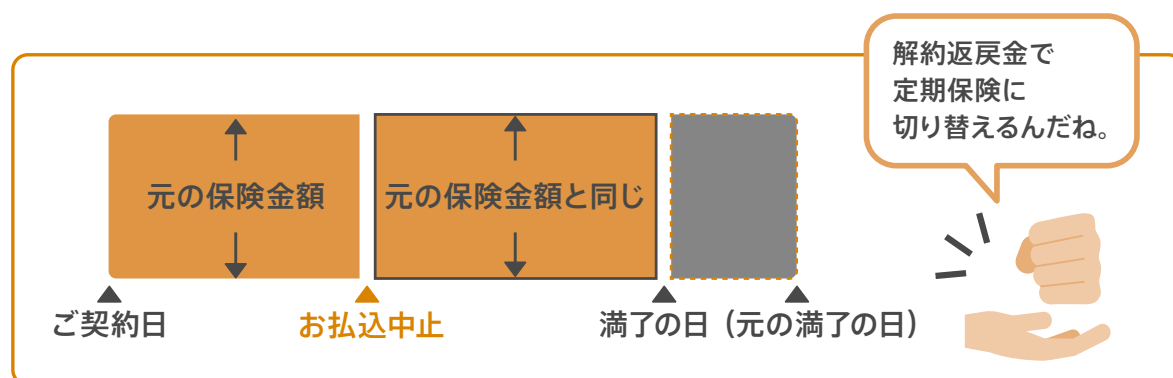 解約返戻金で
定期保険に
切り替えるんだね。
元の保険金額
元の保険金額と同じ
ご契約日
お払込中止
満了の日（元の満了の日）